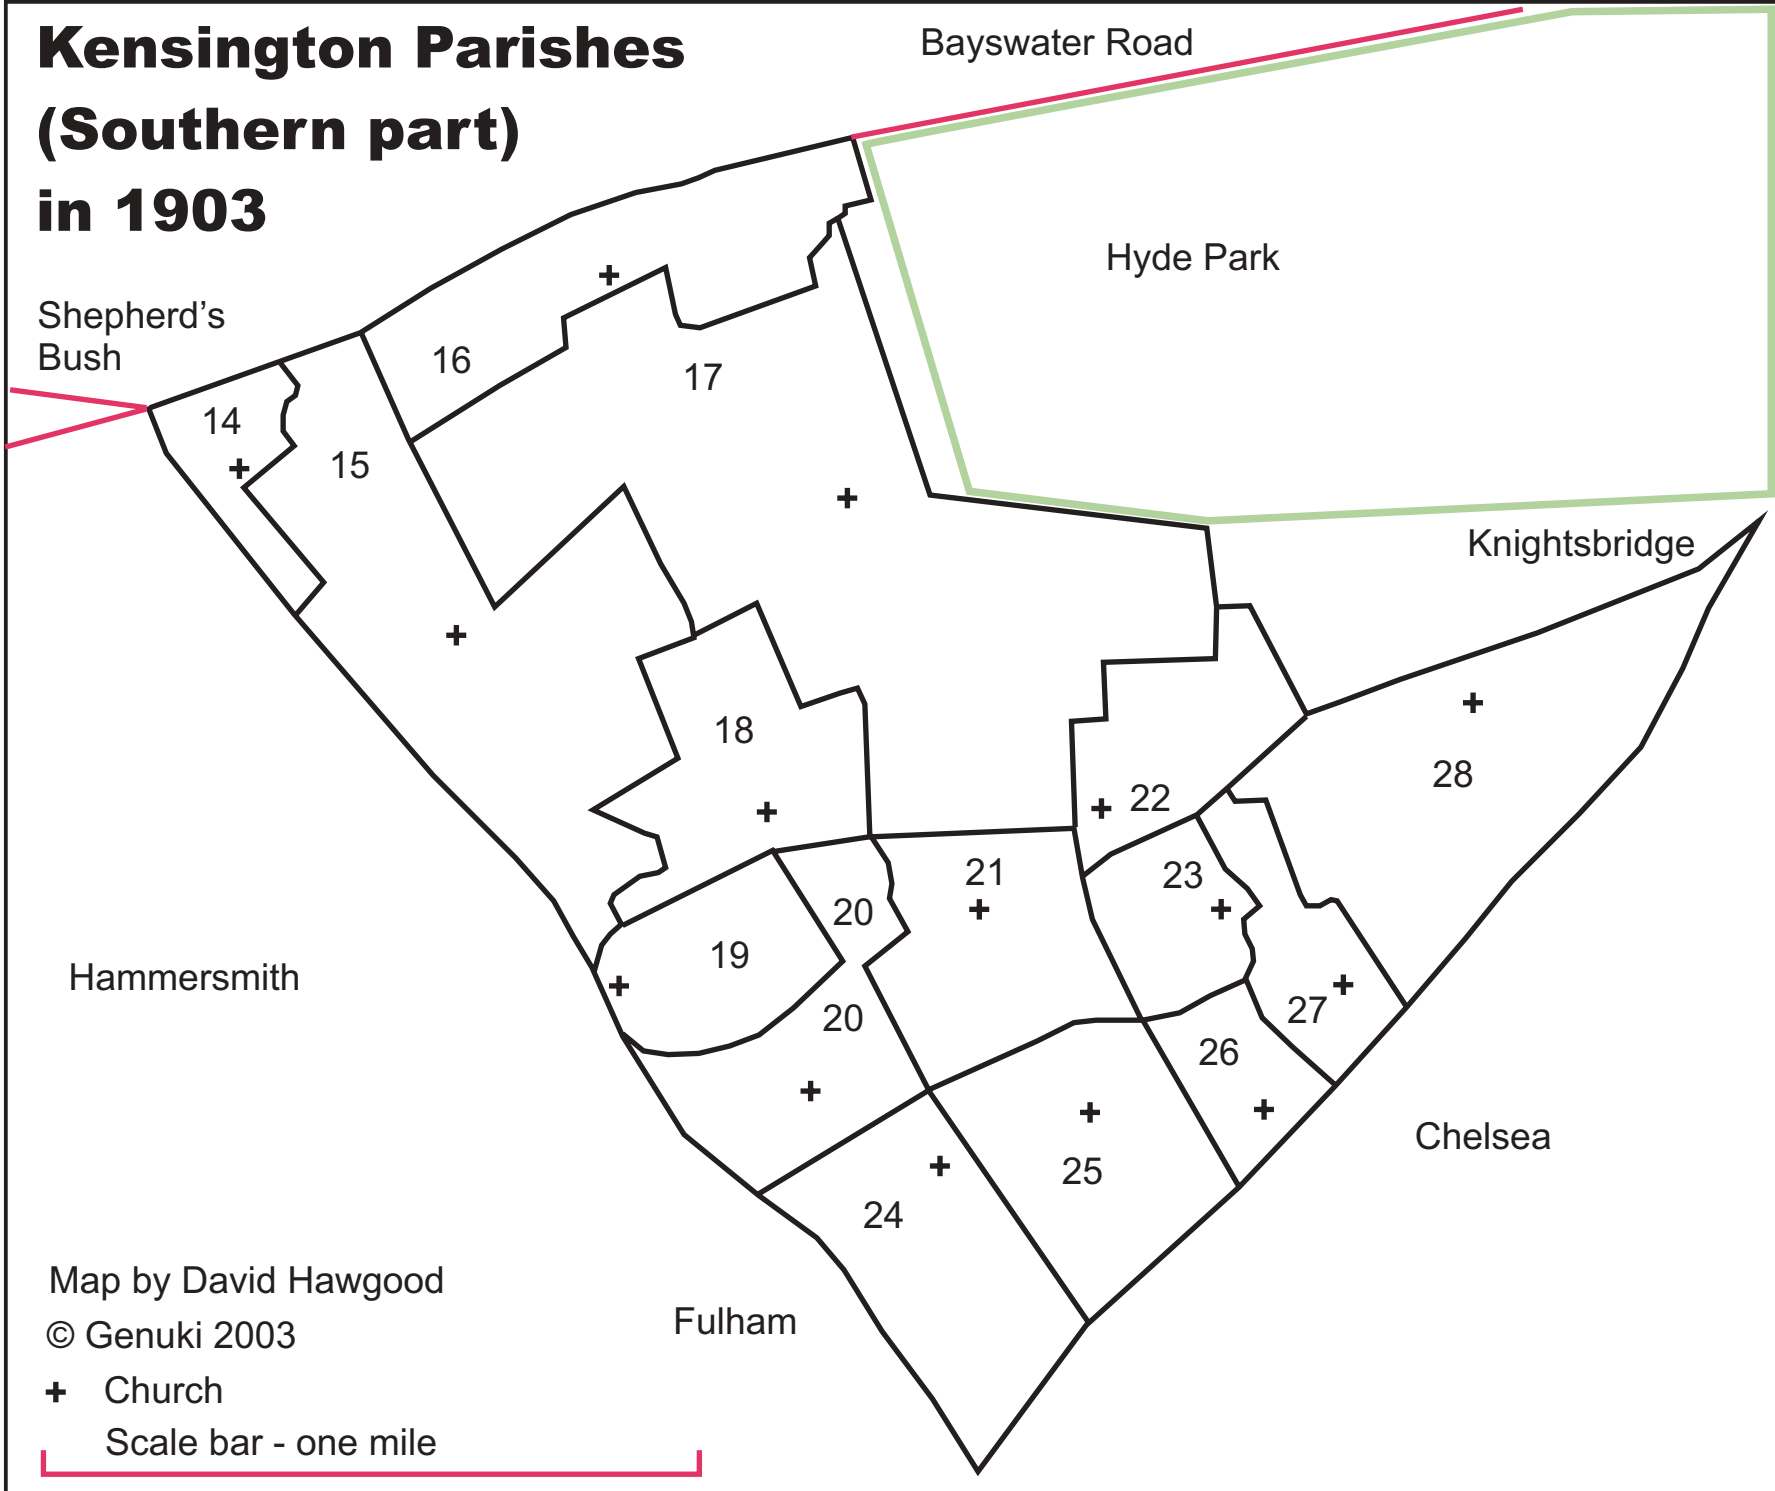 Kensington Parishes
(Southern part)
in 1903
Bayswater Road
Hyde Park
Shepherd’s
Bush
16
17
14
15
Knightsbridge
18
22
28
21
23
20
19
Hammersmith
20
27
26
Chelsea
25
24
Map by David Hawgood
Fulham
© Genuki 2003
+ Church
Scale bar - one mile